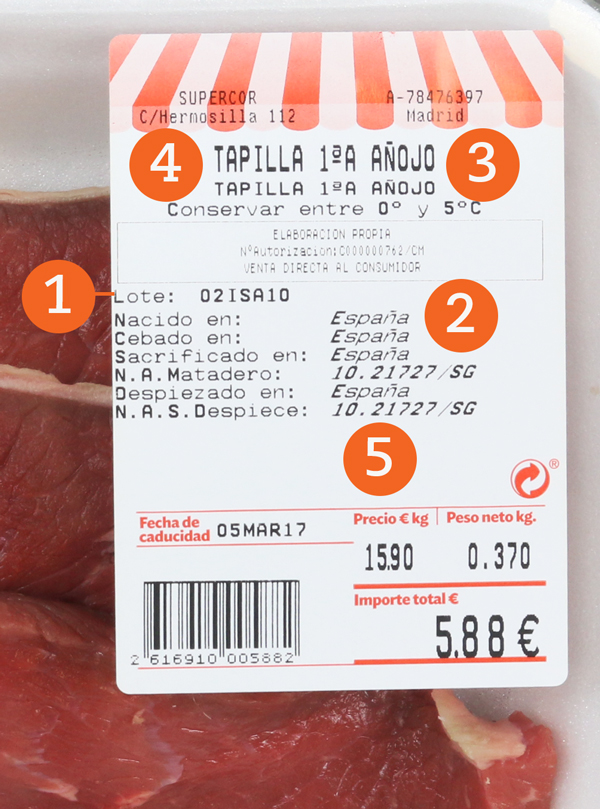 SUPERCOR A-78476397
C/Hermosilla 112 Madrid
4 TAPILLA 1ªA AÑOJO 3
TAPILLA 1ªA AÑOJO
Conservar entre 0° y 5°C
ELABORACION PROPIA
NºAutorizacion:C000000762/CM
VENTA DIRECTA AL CONSUMIDOR
1 Lote: 02ISA10
Nacido en: España 2
Cebado en: España
Sacrificado en: España
N.A.Matadero: 10.21727/SG
Despiezado en: España
N.A.S.Despiece: 10.21727/SG
5
®
Fecha de caducidad 05MAR17
Precio € kg Peso neto kg.
15.90 0.370
Importe total €
5.88 €
2 616910 005882